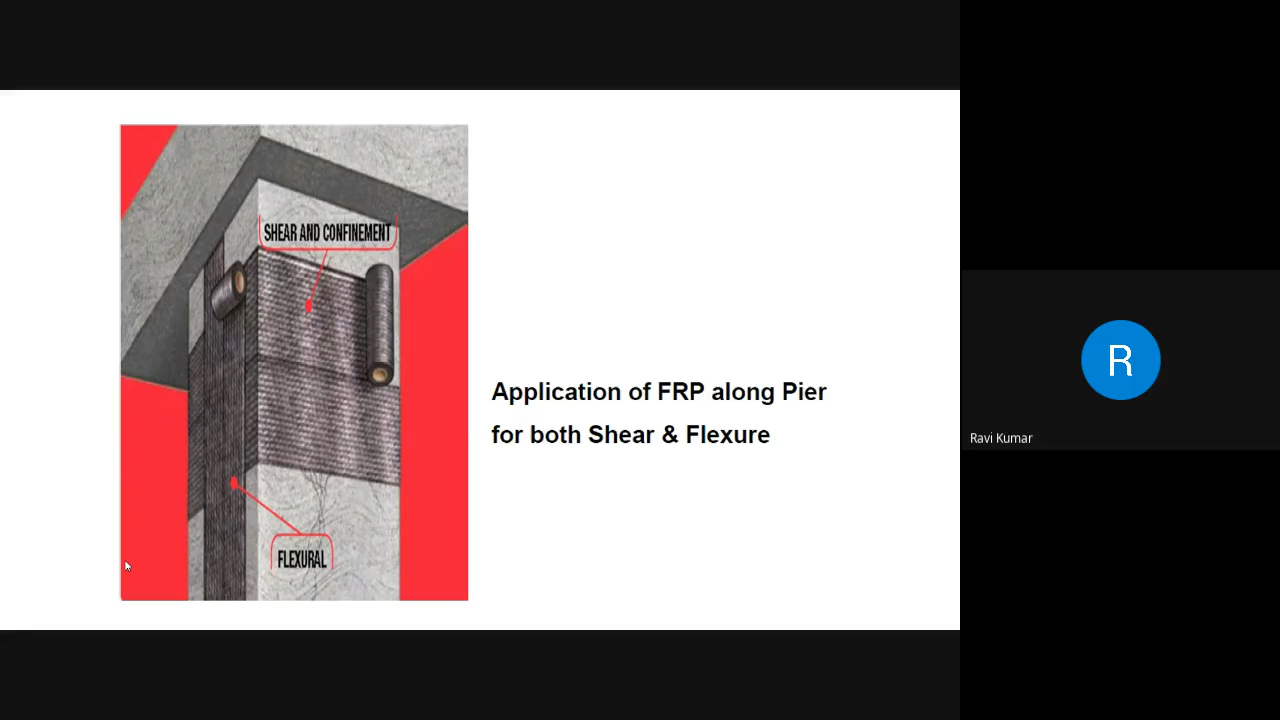 SHEAR AND CONFINEMENT
FLEXURAL
Application of FRP along Pier
for both Shear & Flexure
R
Ravi Kumar